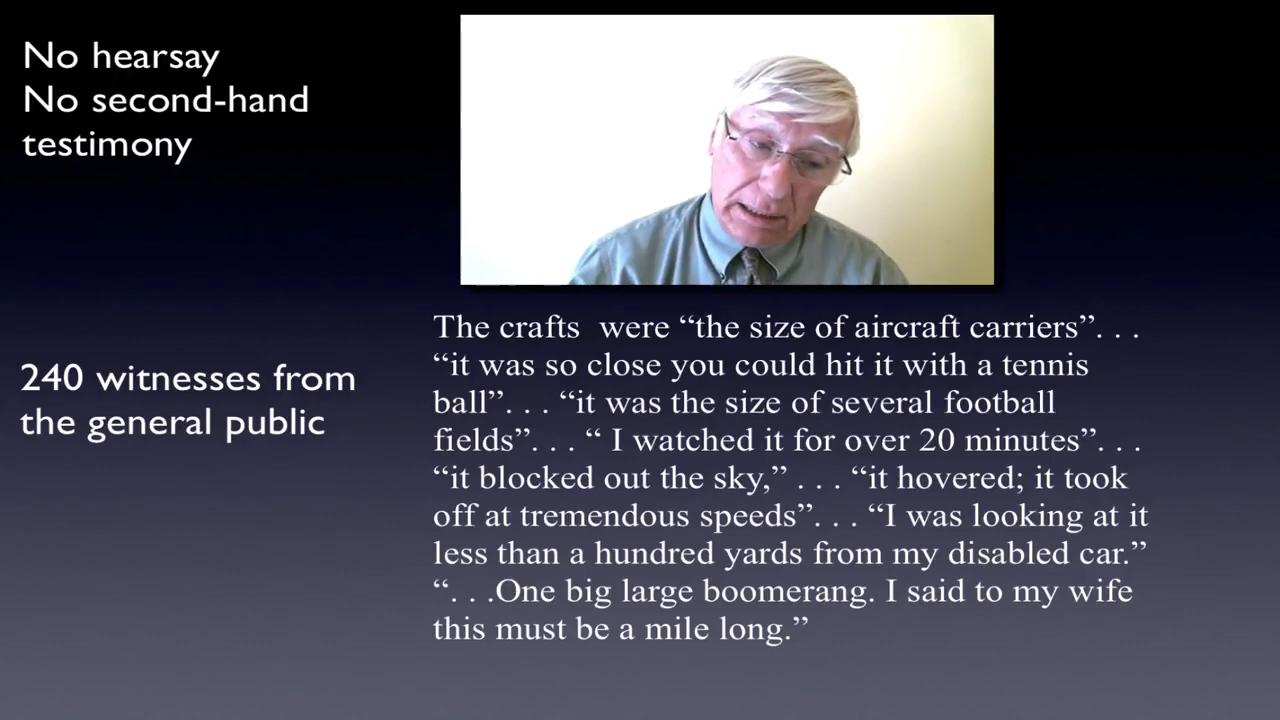 No hearsay
No second-hand
testimony
240 witnesses from
the general public
The crafts  were “the size of aircraft carriers”. . .
“it was so close you could hit it with a tennis
ball”. . . “it was the size of several football
fields”. . . “ I watched it for over 20 minutes”. . .
“it blocked out the sky,” . . . “it hovered; it took
off at tremendous speeds”. . . “I was looking at it
less than a hundred yards from my disabled car.”
“. . .One big large boomerang. I said to my wife
this must be a mile long.”